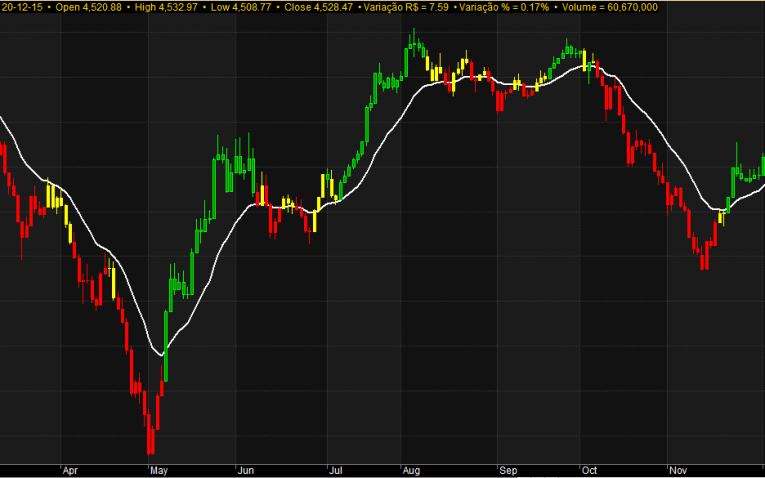 20-12-15 • Open 4,520.88 • High 4,532.97 • Low 4,508.77 • Close 4,528.47 • Variação R$ = 7.59 • Variação % = 0.17% • Volume = 60,670,000
Apr May Jun Jul Aug Sep Oct Nov